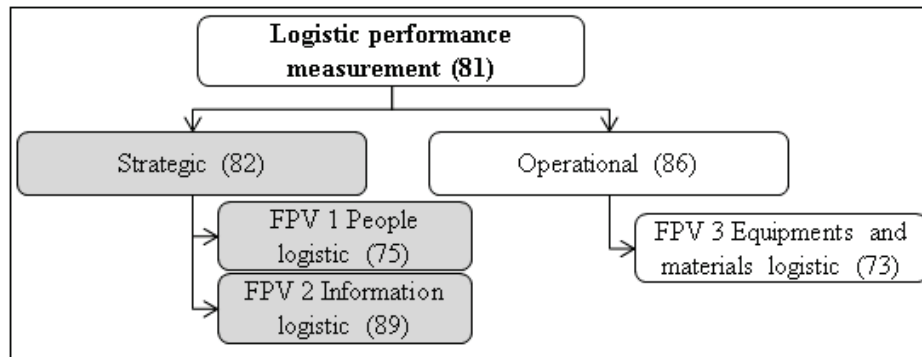 Logistic performance
measurement (81)
Strategic (82)
Operational (86)
FPV 1 People
logistic (75)
FPV 2 Information
logistic (89)
FPV 3 Equipments and
materials logistic (73)